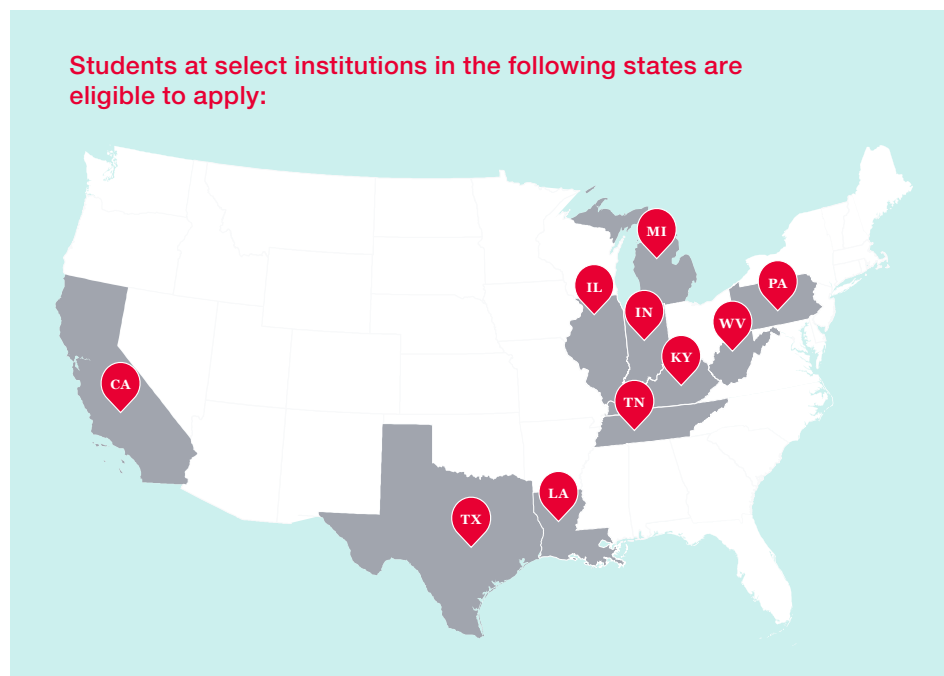 Students at select institutions in the following states are
eligible to apply:
MI
PA
IL
IN
WV
KY
CA
TN
LA
TX